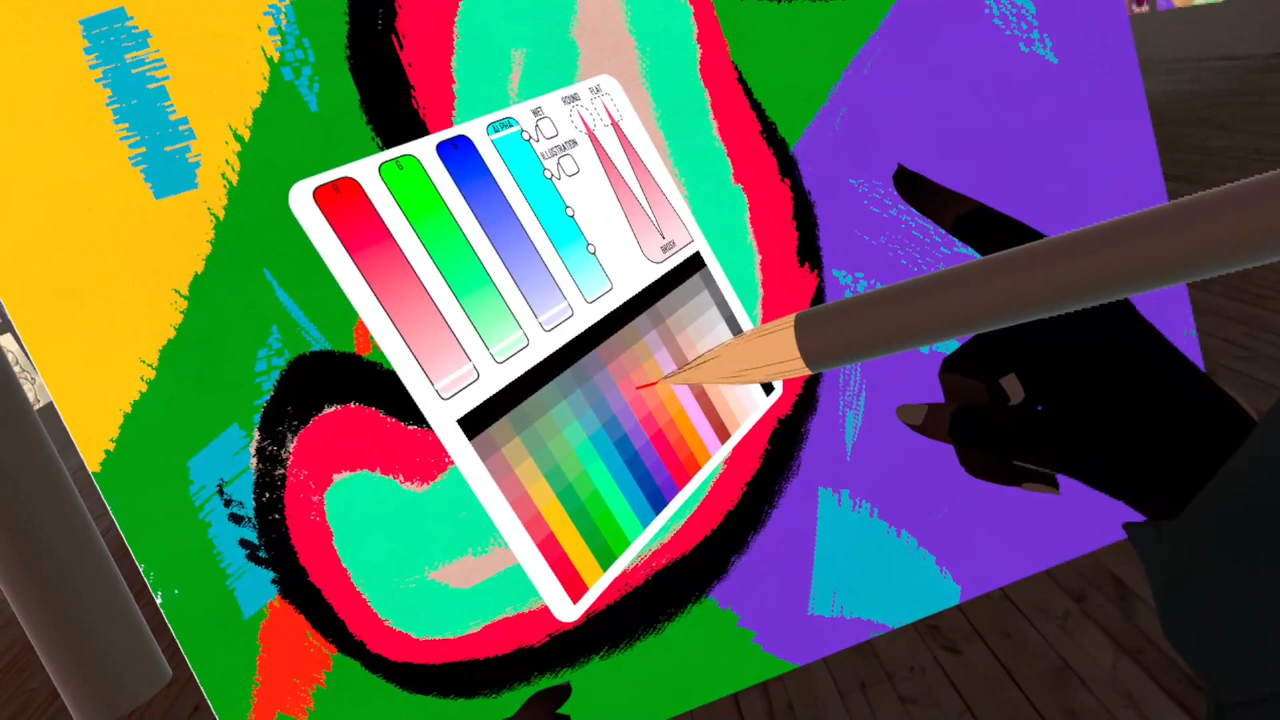 R
G
B
ALPHA
WET
ILLUSTRATION
ROUND
FLAT
BRUSH